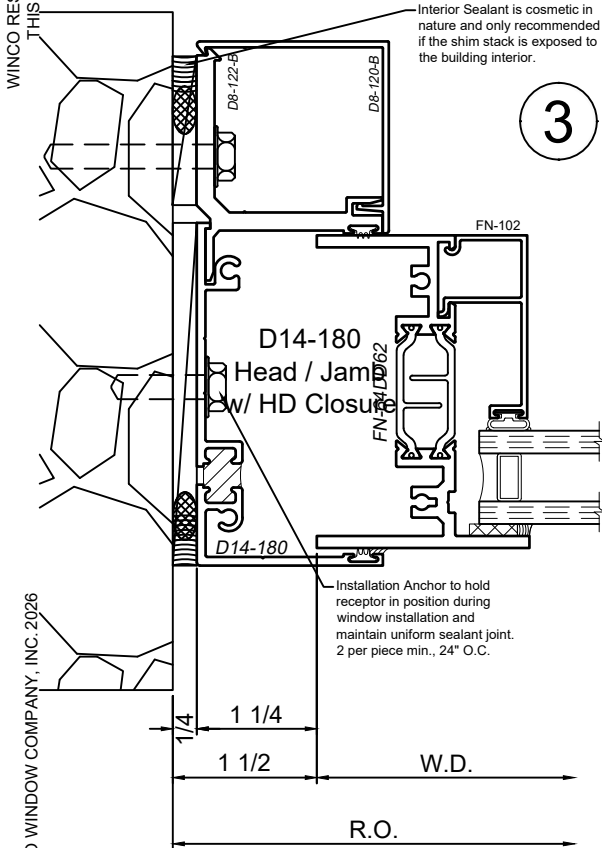 WINCO RES
THIS
Interior Sealant is cosmetic in
nature and only recommended
if the shim stack is exposed to
the building interior.
D8-122-B
D8-120-B
3
FN-102
D14-180
Head / Jamb
w/ HD Closure
D14-180
Installation Anchor to hold
receptor in position during
window installation and
maintain uniform sealant joint.
2 per piece min., 24" O.C.
D WINDOW COMPANY, INC. 2026
1/4
1 1/4
1 1/2
W.D.
R.O.